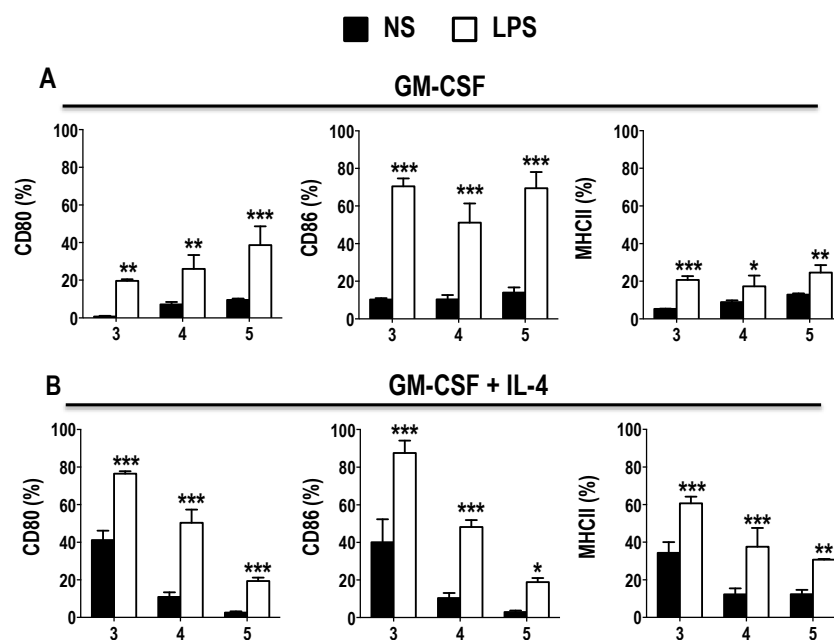 NS LPS
A
GM-CSF
CD80 (%)
100
80
60
40
20
0
** ** ***
3 4 5
CD86 (%)
100
80
60
40
20
0
*** *** ***
3 4 5
MHCII (%)
100
80
60
40
20
0
*** * **
3 4 5
B
GM-CSF + IL-4
CD80 (%)
100
80
60
40
20
0
*** *** ***
3 4 5
CD86 (%)
100
80
60
40
20
0
*** *** *
3 4 5
MHCII (%)
100
80
60
40
20
0
*** *** **
3 4 5